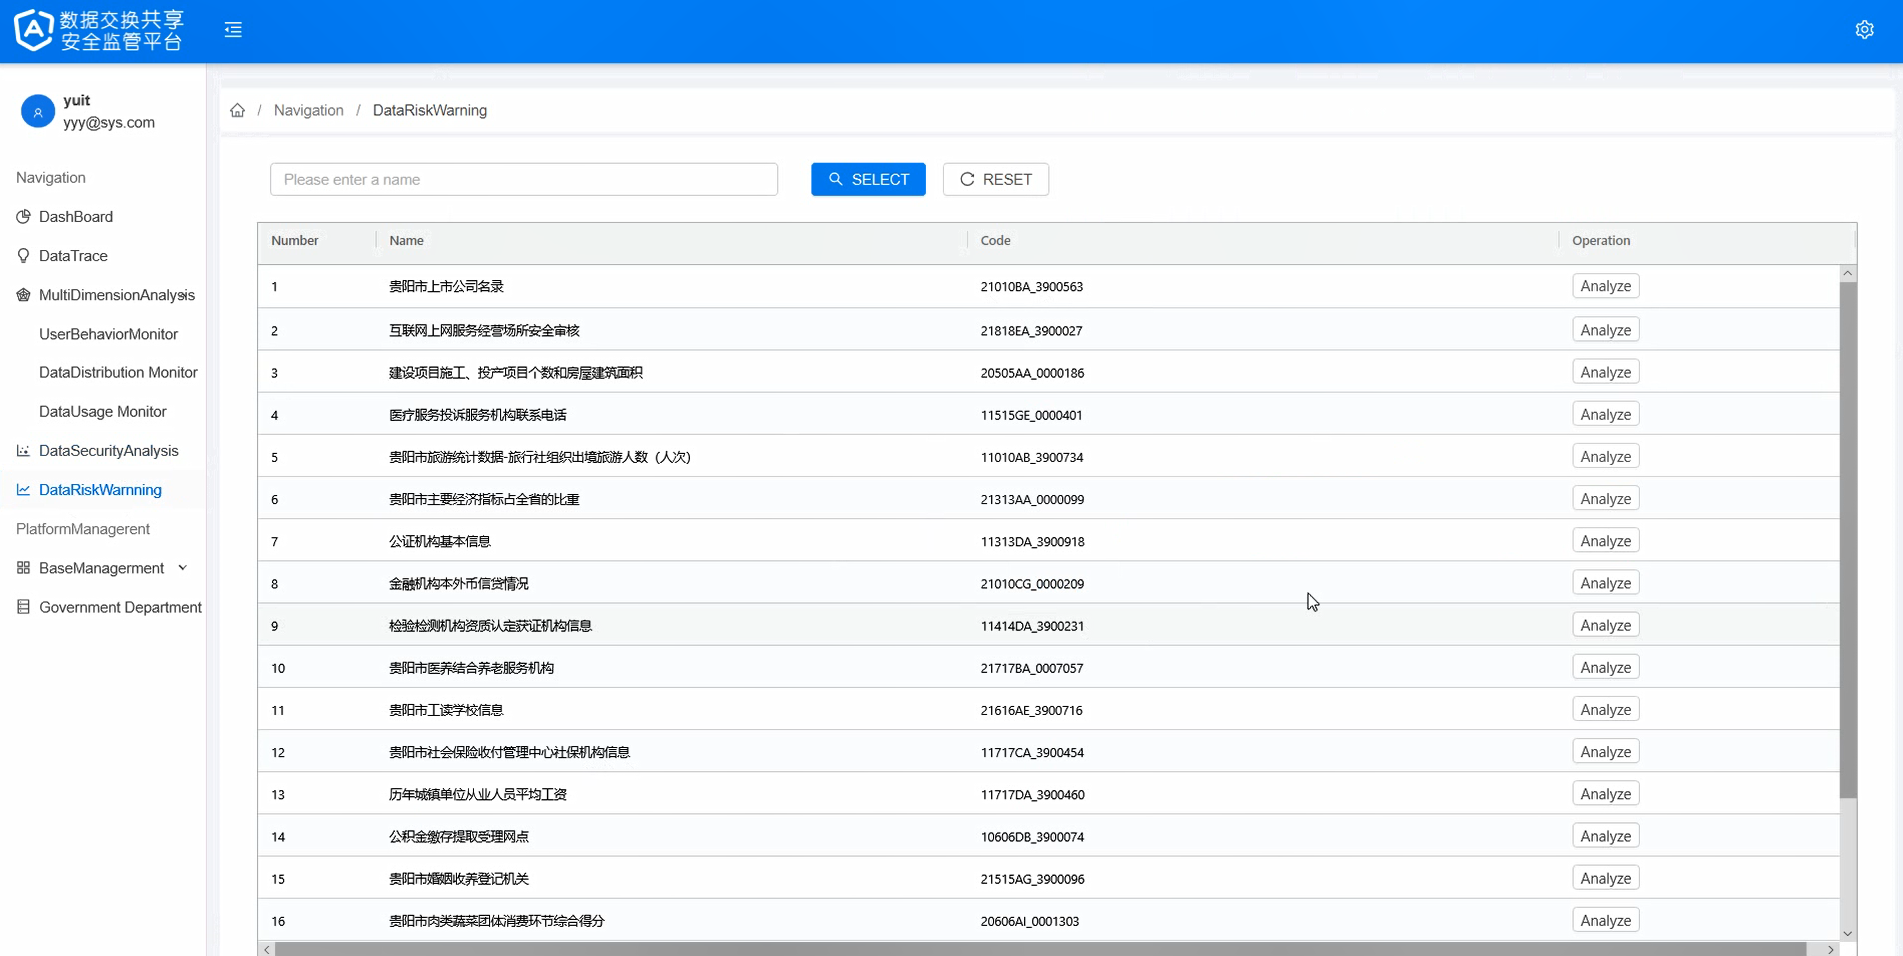 数据交换共享
安全监管平台
yuit
yyy@sys.com
Navigation
DashBoard
DataTrace
MultiDimensionAnalysis
UserBehaviorMonitor
DataDistribution Monitor
DataUsage Monitor
DataSecurityAnalysis
DataRiskWarnning
PlatformManagerent
BaseManagerment
Government Department
/ Navigation / DataRiskWarning
Please enter a name SELECT RESET
Number Name Code Operation
1 贵阳市上市公司名录 21010BA_3900563 Analyze
2 互联网上网服务经营场所安全审核 21818EA_3900027 Analyze
3 建设项目施工、投产项目个数和房屋建筑面积 20505AA_0000186 Analyze
4 医疗服务投诉服务机构联系电话 11515GE_0000401 Analyze
5 贵阳市旅游统计数据-旅行社组织出境旅游人数（人次） 11010AB_3900734 Analyze
6 贵阳市主要经济指标占全省的比重 21313AA_0000099 Analyze
7 公证机构基本信息 11313DA_3900918 Analyze
8 金融机构本外币信贷情况 21010CG_0000209 Analyze
9 检验检测机构资质认定获证机构信息 11414DA_3900231 Analyze
10 贵阳市医养结合养老服务机构 21717BA_0007057 Analyze
11 贵阳市工读学校信息 21616AE_3900716 Analyze
12 贵阳市社会保险收付管理中心社保机构信息 11717CA_3900454 Analyze
13 历年城镇单位从业人员平均工资 11717DA_3900460 Analyze
14 公积金缴存提取受理网点 10606DB_3900074 Analyze
15 贵阳市婚姻收养登记机关 21515AG_3900096 Analyze
16 贵阳市肉类蔬菜团体消费环节综合得分 20606AI_0001303 Analyze